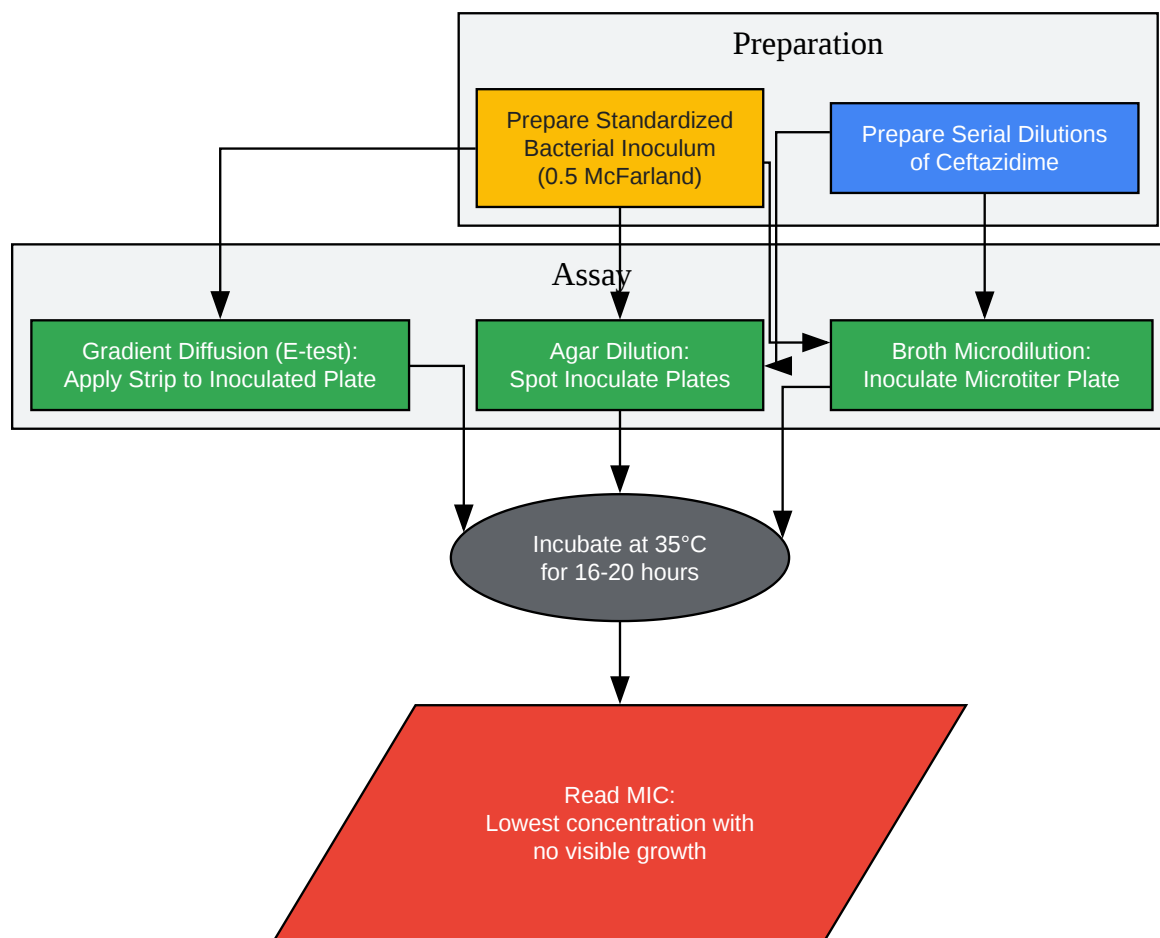 Preparation
Prepare Standardized
Bacterial Inoculum
(0.5 McFarland)
Prepare Serial Dilutions
of Ceftazidime
Assay
Gradient Diffusion (E-test):
Apply Strip to Inoculated Plate
Agar Dilution:
Spot Inoculate Plates
Broth Microdilution:
Inoculate Microtiter Plate
Incubate at 35°C
for 16-20 hours
Read MIC:
Lowest concentration with
no visible growth